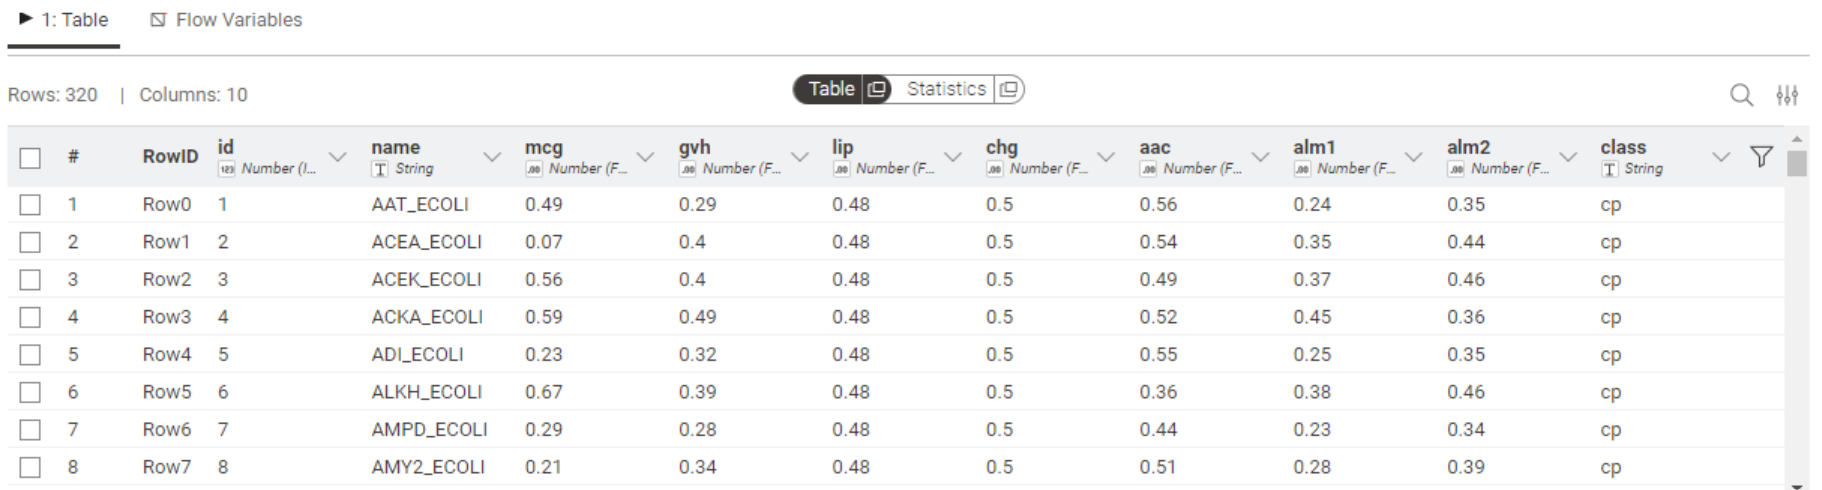 1: Table Flow Variables
Rows: 320 | Columns: 10 Table Statistics
# RowID id name mcg gvh lip chg aac alm1 alm2 class
123 Number (I... T String .00 Number (F... .00 Number (F... .00 Number (F... .00 Number (F... .00 Number (F... .00 Number (F... .00 Number (F... T String
1 Row0 1 AAT_ECOLI 0.49 0.29 0.48 0.5 0.56 0.24 0.35 cp
2 Row1 2 ACEA_ECOLI 0.07 0.4 0.48 0.5 0.54 0.35 0.44 cp
3 Row2 3 ACEK_ECOLI 0.56 0.4 0.48 0.5 0.49 0.37 0.46 cp
4 Row3 4 ACKA_ECOLI 0.59 0.49 0.48 0.5 0.52 0.45 0.36 cp
5 Row4 5 ADI_ECOLI 0.23 0.32 0.48 0.5 0.55 0.25 0.35 cp
6 Row5 6 ALKH_ECOLI 0.67 0.39 0.48 0.5 0.36 0.38 0.46 cp
7 Row6 7 AMPD_ECOLI 0.29 0.28 0.48 0.5 0.44 0.23 0.34 cp
8 Row7 8 AMY2_ECOLI 0.21 0.34 0.48 0.5 0.51 0.28 0.39 cp